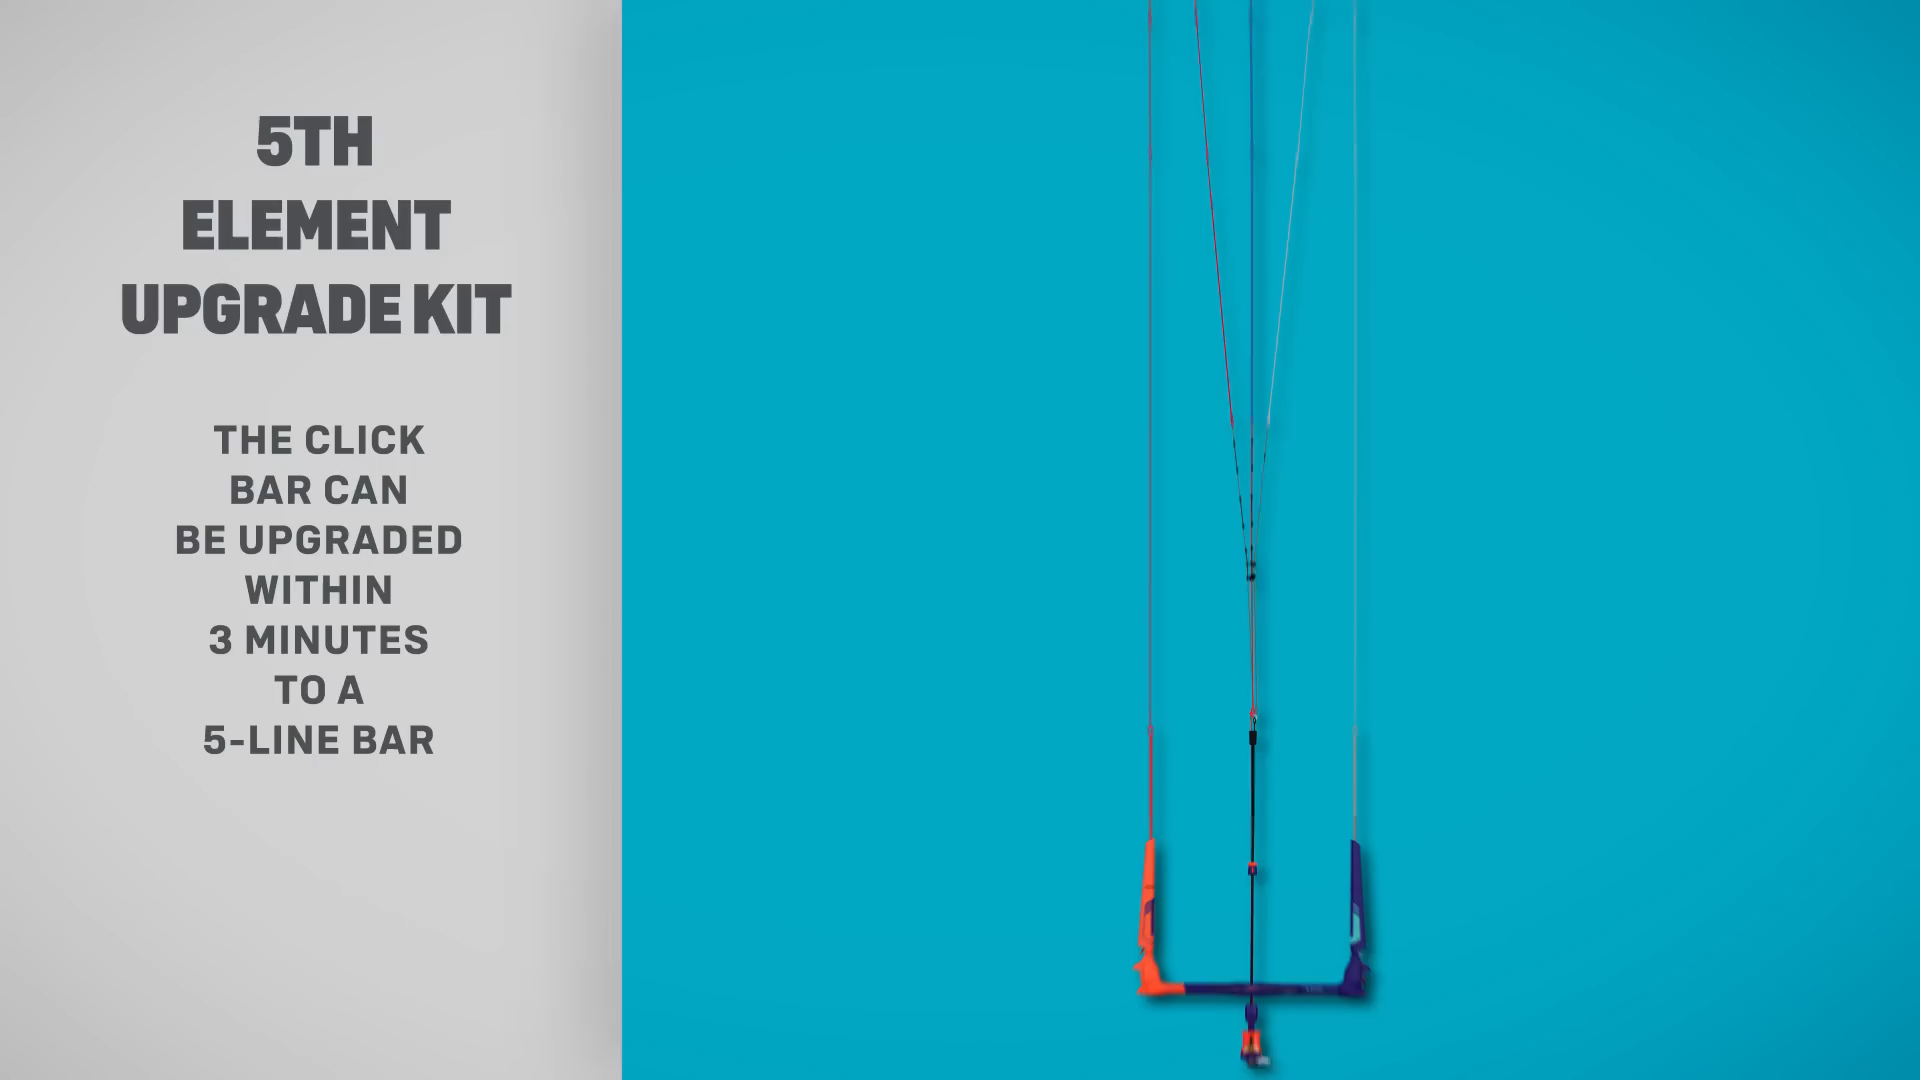 5TH
ELEMENT
UPGRADE KIT
THE CLICK
BAR CAN
BE UPGRADED
WITHIN
3 MINUTES
TO A
5-LINE BAR